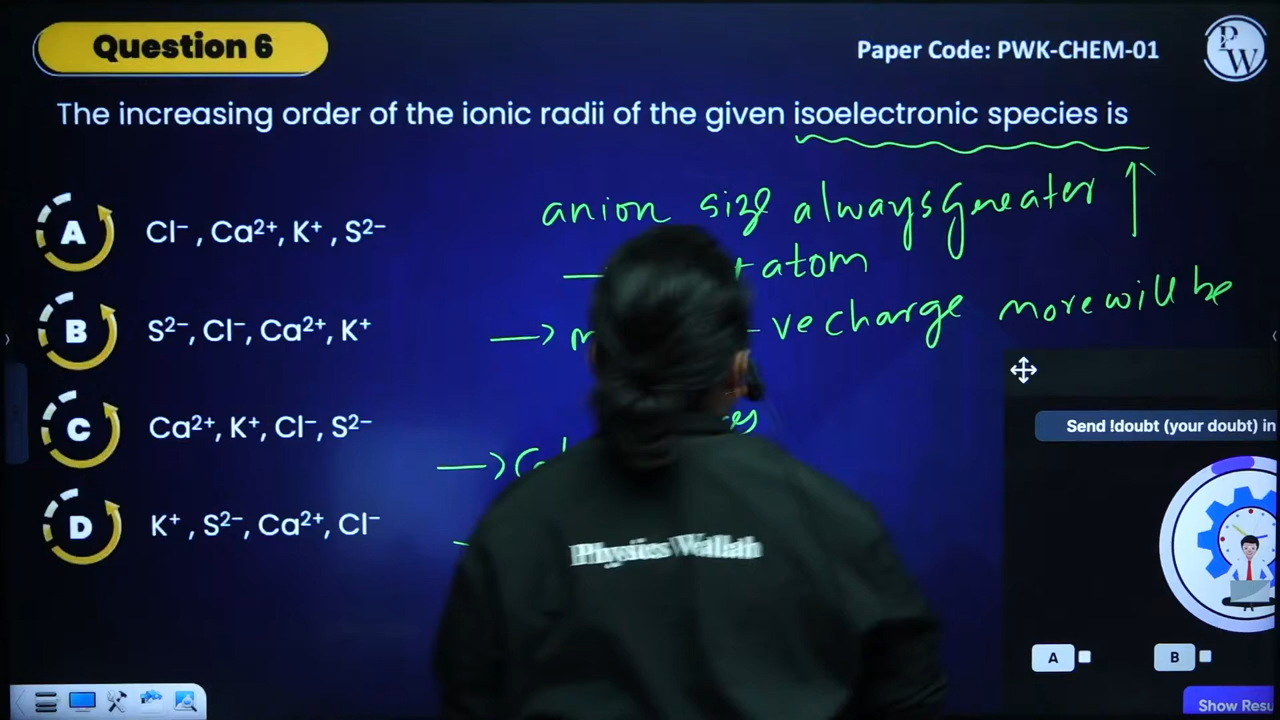 Question 6
Paper Code: PWK-CHEM-01
PW
The increasing order of the ionic radii of the given isoelectronic species is
A Cl⁻ , Ca²⁺, K⁺ , S²⁻
B S²⁻, Cl⁻, Ca²⁺, K⁺
C Ca²⁺, K⁺, Cl⁻, S²⁻
D K⁺ , S²⁻, Ca²⁺, Cl⁻
anion size always Greater ↑
atom
→ -ve charge more will be
Send !doubt (your doubt) in
Physics Wallah
A
B
Show Resu